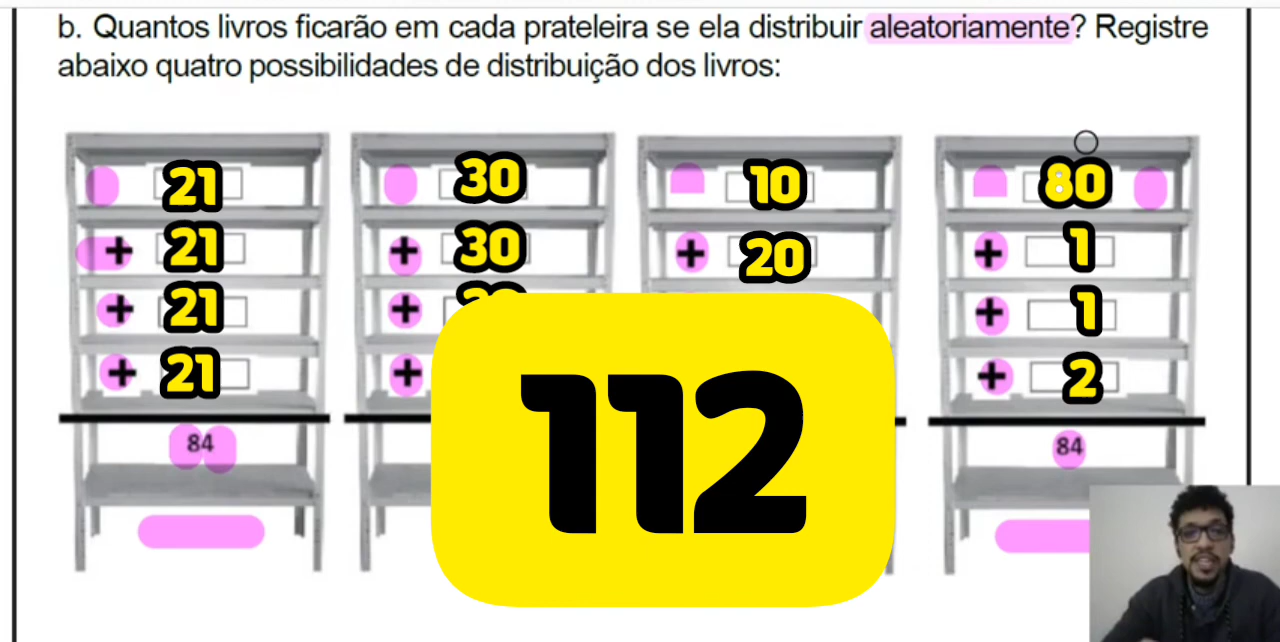 b. Quantos livros ficarão em cada prateleira se ela distribuir aleatoriamente? Registre
abaixo quatro possibilidades de distribuição dos livros:
21 30 10 80
+ 21 + 30 + 20 + 1
+ 21 + + 1
+ 21 + + 2
84 84
112